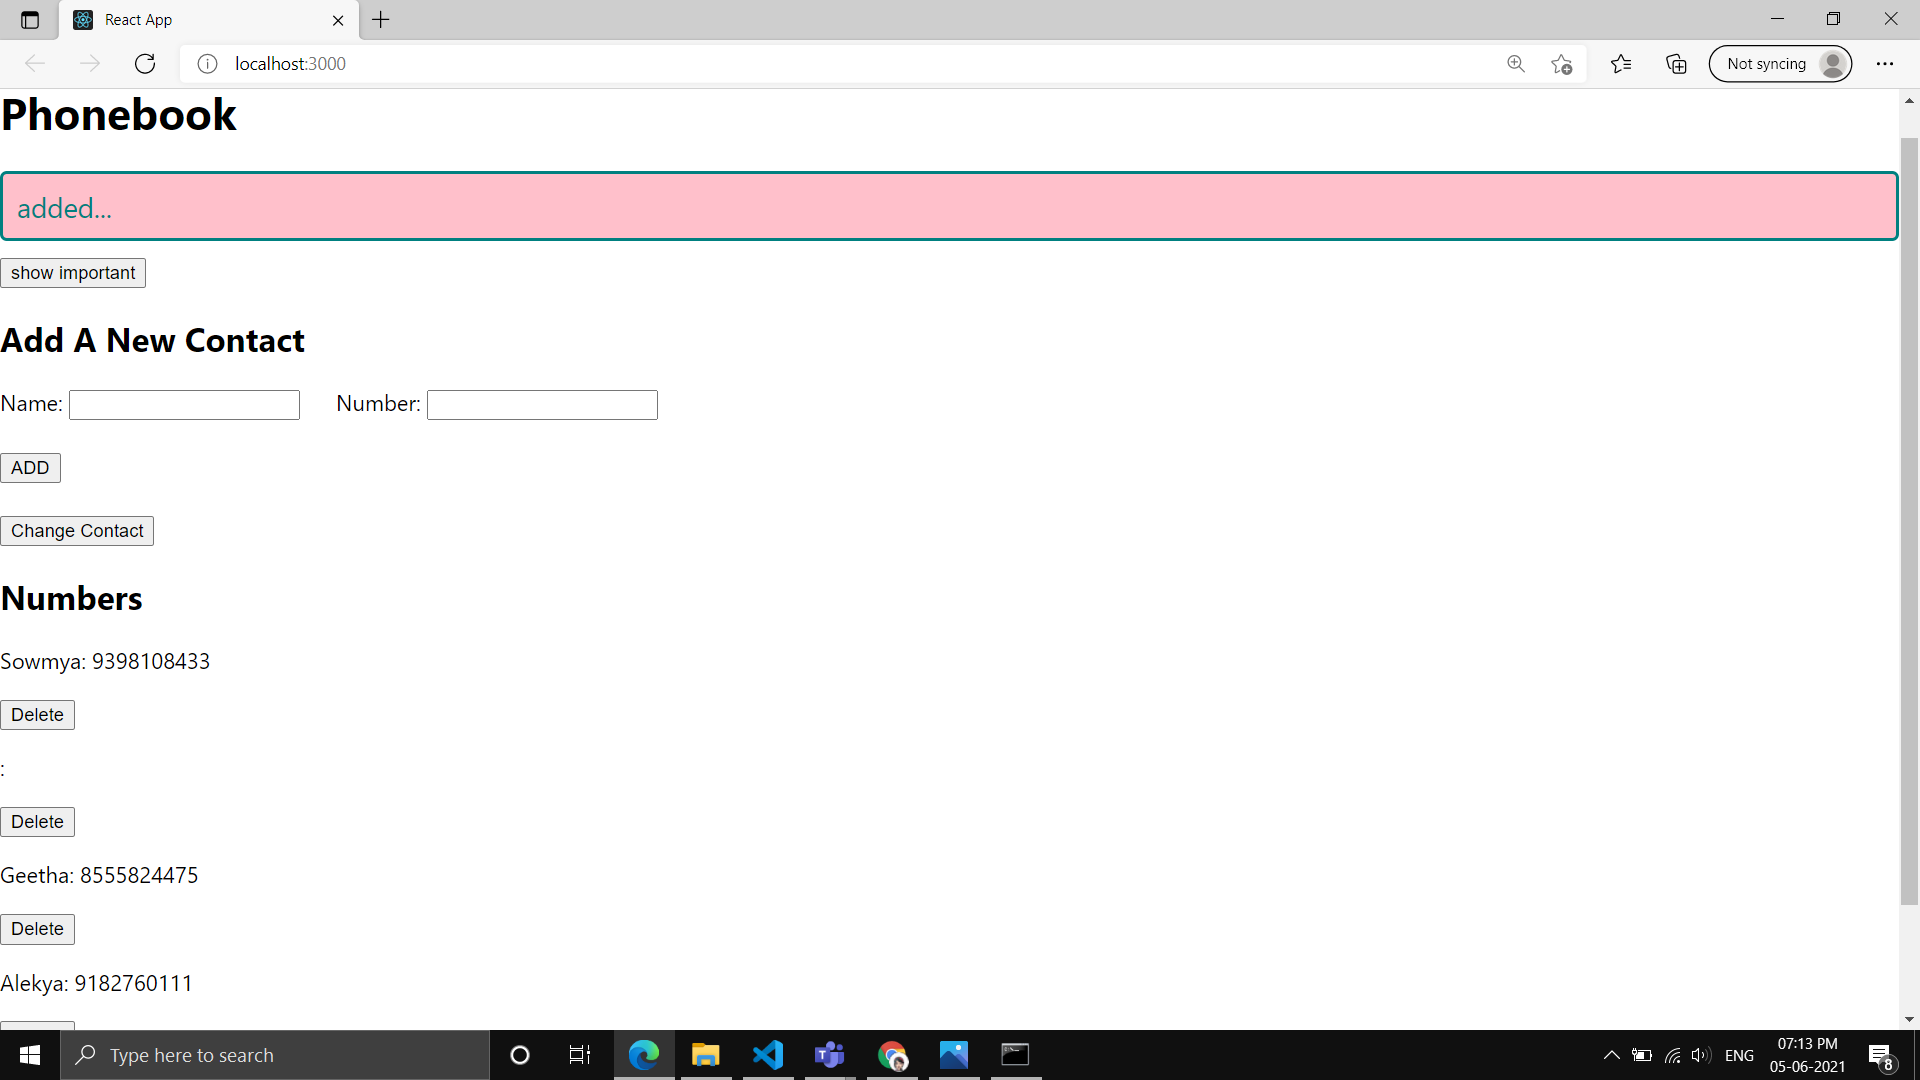 React App
localhost:3000
Not syncing
Phonebook
added...
show important
Add A New Contact
Name: Number:
ADD
Change Contact
Numbers
Sowmya: 9398108433
Delete
:
Delete
Geetha: 8555824475
Delete
Alekya: 9182760111
Type here to search
ENG
07:13 PM
05-06-2021
8